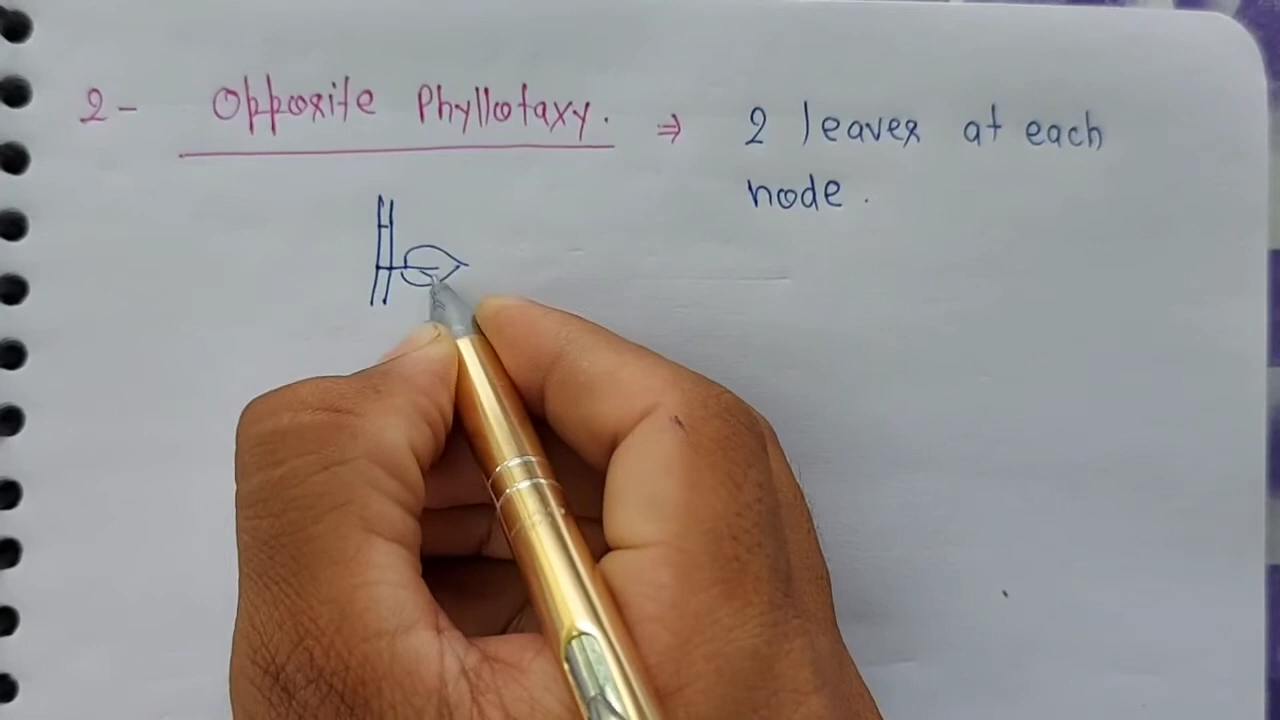 2- Opposite Phyllotaxy. ⇒ 2 leaves at each
node.